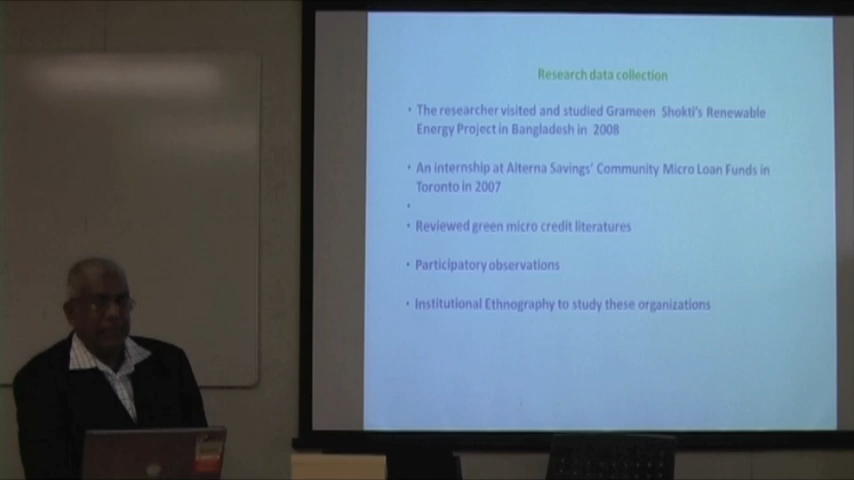 Research data collection
• The researcher visited and studied Grameen Shokti's Renewable
Energy Project in Bangladesh in 2008
• An internship at Alterna Savings' Community Micro Loan Funds in
Toronto in 2007
•
• Reviewed green micro credit literatures
• Participatory observations
• Institutional Ethnography to study these organizations